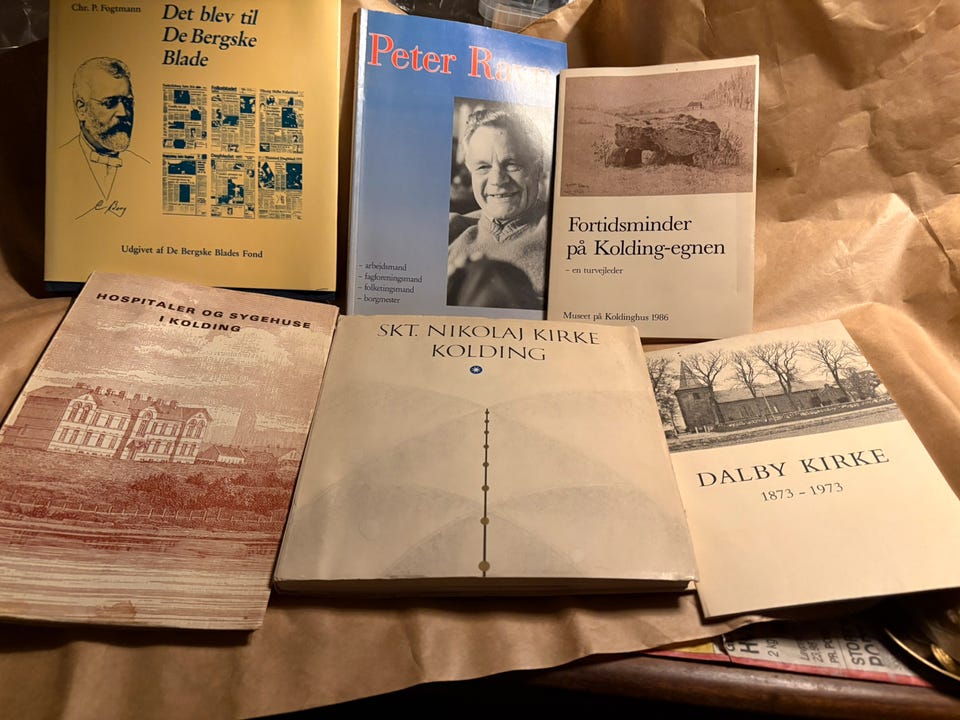 Chr. P. Fogtmann
Det blev til
De Bergske
Blade
Udgivet af De Bergske Blades Fond
Peter
– arbejdsmand
– fagforeningsmand
– folketingsmand
– borgmester
Fortidsminder
på Kolding-egnen
– en turvejleder
Museet på Koldinghus 1986
HOSPITALER OG SYGEHUSE
I KOLDING
SKT. NIKOLAJ KIRKE
KOLDING
DALBY KIRKE
1873 – 1973